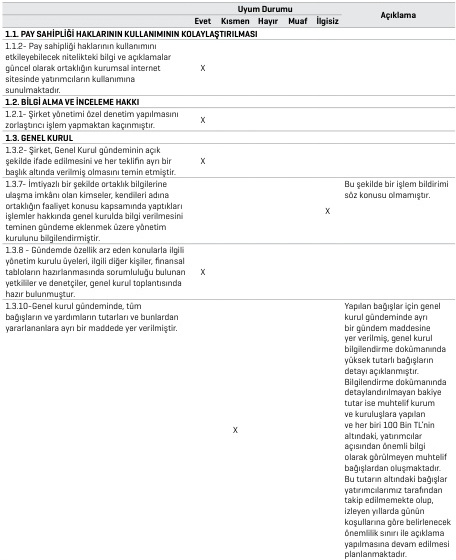 Uyum Durumu
Evet Kısmen Hayır Muaf İlgisiz Açıklama
1.1. PAY SAHİPLİĞİ HAKLARININ KULLANIMININ KOLAYLAŞTIRILMASI
1.1.2- Pay sahipliği haklarının kullanımını
etkileyebilecek nitelikteki bilgi ve açıklamalar
güncel olarak ortaklığın kurumsal internet
sitesinde yatırımcıların kullanımına
sunulmaktadır.
X
1.2. BİLGİ ALMA VE İNCELEME HAKKI
1.2.1- Şirket yönetimi özel denetim yapılmasını
zorlaştırıcı işlem yapmaktan kaçınmıştır.
X
1.3. GENEL KURUL
1.3.2- Şirket, Genel Kurul gündeminin açık
şekilde ifade edilmesini ve her teklifin ayrı bir
başlık altında verilmiş olmasını temin etmiştir.
X
1.3.7- İmtiyazlı bir şekilde ortaklık bilgilerine
ulaşma imkânı olan kimseler, kendileri adına
ortaklığın faaliyet konusu kapsamında yaptıkları
işlemler hakkında genel kurulda bilgi verilmesini
teminen gündeme eklenmek üzere yönetim
kurulunu bilgilendirmiştir.
X
Bu şekilde bir işlem bildirimi
söz konusu olmamıştır.
1.3.8 - Gündemde özellik arz eden konularla ilgili
yönetim kurulu üyeleri, ilgili diğer kişiler, finansal
tabloların hazırlanmasında sorumluluğu bulunan
yetkililer ve denetçiler, genel kurul toplantısında
hazır bulunmuştur.
X
1.3.10-Genel kurul gündeminde, tüm
bağışların ve yardımların tutarları ve bunlardan
yararlananlara ayrı bir maddede yer verilmiştir.
X
Yapılan bağışlar için genel
kurul gündeminde ayrı
bir gündem maddesine
yer verilmiş, genel kurul
bilgilendirme dokümanında
yüksek tutarlı bağışların
detayı açıklanmıştır.
Bilgilendirme dokümanında
detaylandırılmayan bakiye
tutar ise muhtelif kurum
ve kuruluşlara yapılan
ve her biri 100 Bin TL'nin
altındaki, yatırımcılar
açısından önemli bilgi
olarak görülmeyen muhtelif
bağışlardan oluşmaktadır.
Bu tutarın altındaki bağışlar
yatırımcılarımız tarafından
takip edilmemekte olup,
izleyen yıllarda günün
koşullarına göre belirlenecek
önemlilik sınırı ile açıklama
yapılmasına devam edilmesi
planlanmaktadır.